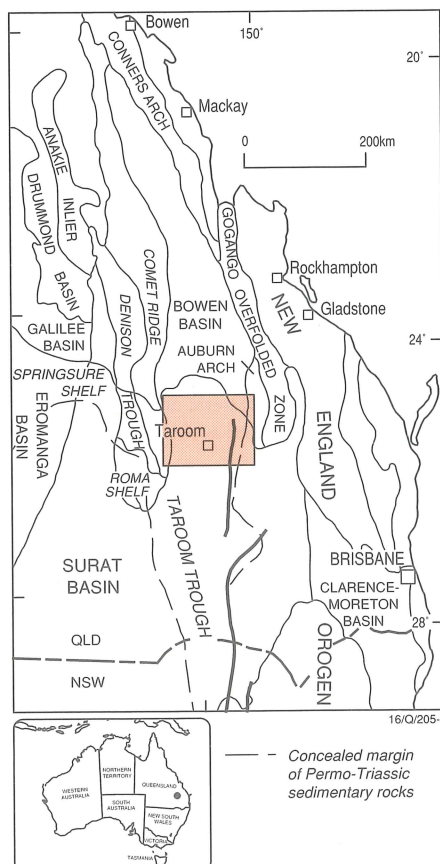 150°
Bowen
20°
CONNERS ARCH
Mackay
0 200km
ANAKIE
INLIER
DRUMMOND
BASIN
GOGANGO
OVERFOLDED
ZONE
COMET RIDGE
Rockhampton
NEW
ENGLAND
OROGEN
Gladstone
DENISON
TROUGH
BOWEN
BASIN
24°
GALILEE
BASIN
AUBURN
ARCH
SPRINGSURE
SHELF
EROMANGA
BASIN
Taroom
ROMA
SHELF
TAROOM TROUGH
SURAT
BASIN
BRISBANE
CLARENCE-
MORETON
BASIN
28°
QLD
NSW
16/Q/205-
WESTERN
AUSTRALIA
NORTHERN
TERRITORY
QUEENSLAND
SOUTH
AUSTRALIA
NEW SOUTH
WALES
VICTORIA
TASMANIA
Concealed margin
of Permo-Triassic
sedimentary rocks